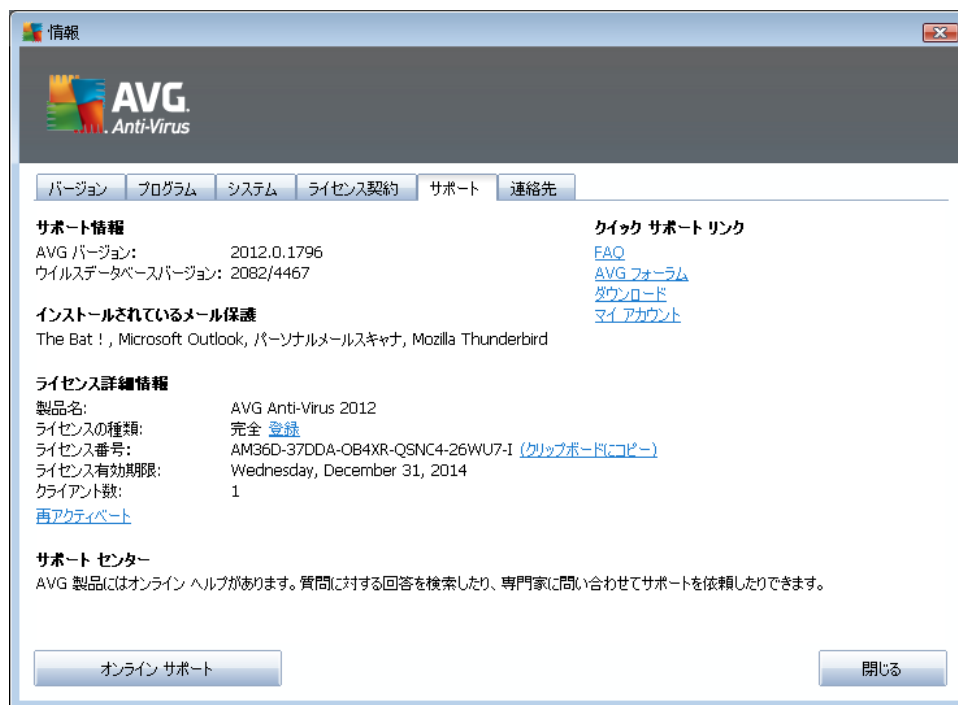 情報
AVG.
Anti-Virus
バージョン プログラム システム ライセンス契約 サポート 連絡先
サポート情報
AVG バージョン: 2012.0.1796
ウイルスデータベースバージョン: 2082/4467
インストールされているメール保護
The Bat ! , Microsoft Outlook, パーソナルメールスキャナ, Mozilla Thunderbird
ライセンス詳細情報
製品名: AVG Anti-Virus 2012
ライセンスの種類: 完全 登録
ライセンス番号: AM36D-37DDA-OB4XR-QSNC4-26WU7-I (クリップボードにコピー)
ライセンス有効期限: Wednesday, December 31, 2014
クライアント数: 1
再アクティベート
サポート センター
AVG 製品にはオンライン ヘルプがあります。質問に対する回答を検索したり、専門家に問い合わせてサポートを依頼したりできます。
クイック サポート リンク
FAQ
AVG フォーラム
ダウンロード
マイ アカウント
オンライン サポート 閉じる